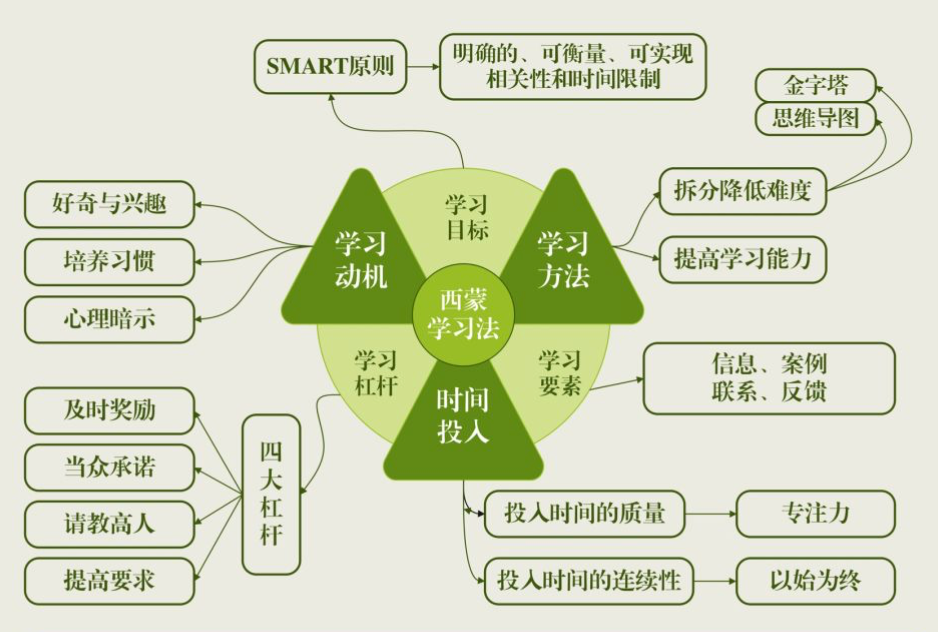 SMART原则
明确的、可衡量、可实现
相关性和时间限制
金字塔
思维导图
好奇与兴趣
培养习惯
心理暗示
学习
动机
学习
目标
学习
方法
拆分降低难度
提高学习能力
西蒙
学习法
学习
杠杆
时间
投入
学习
要素
信息、案例
联系、反馈
及时奖励
当众承诺
请教高人
提高要求
四
大
杠
杆
投入时间的质量
专注力
投入时间的连续性
以始为终